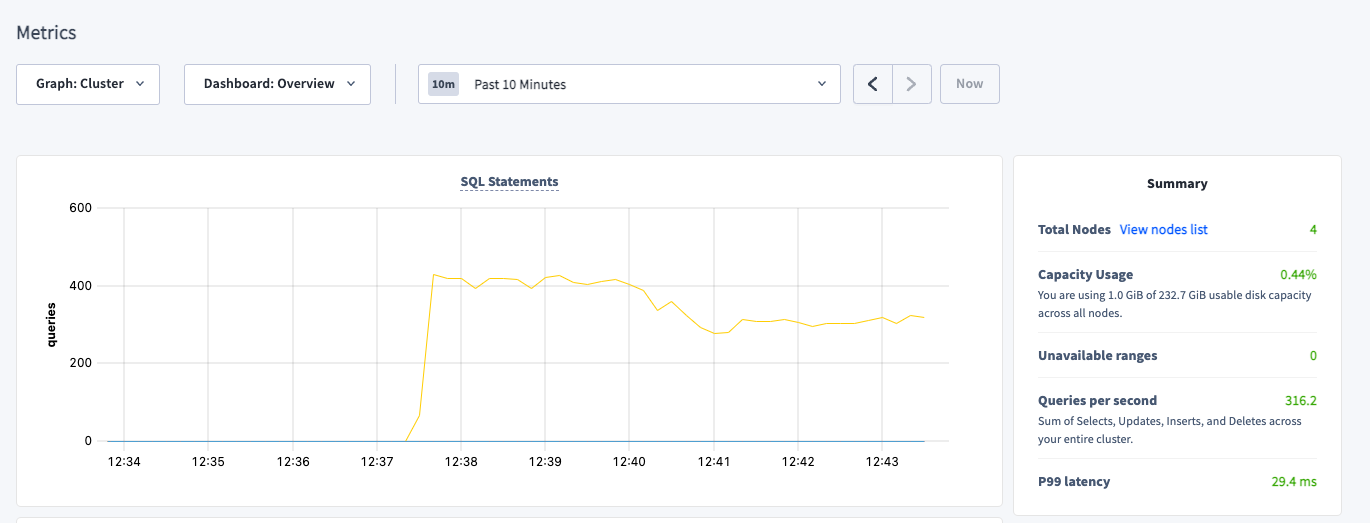 Metrics
Graph: Cluster
Dashboard: Overview
10m Past 10 Minutes
Now
SQL Statements
600
400
200
0
queries
12:34 12:35 12:36 12:37 12:38 12:39 12:40 12:41 12:42 12:43
Summary
Total Nodes View nodes list 4
Capacity Usage 0.44%
You are using 1.0 GiB of 232.7 GiB usable disk capacity
across all nodes.
Unavailable ranges 0
Queries per second 316.2
Sum of Selects, Updates, Inserts, and Deletes across
your entire cluster.
P99 latency 29.4 ms